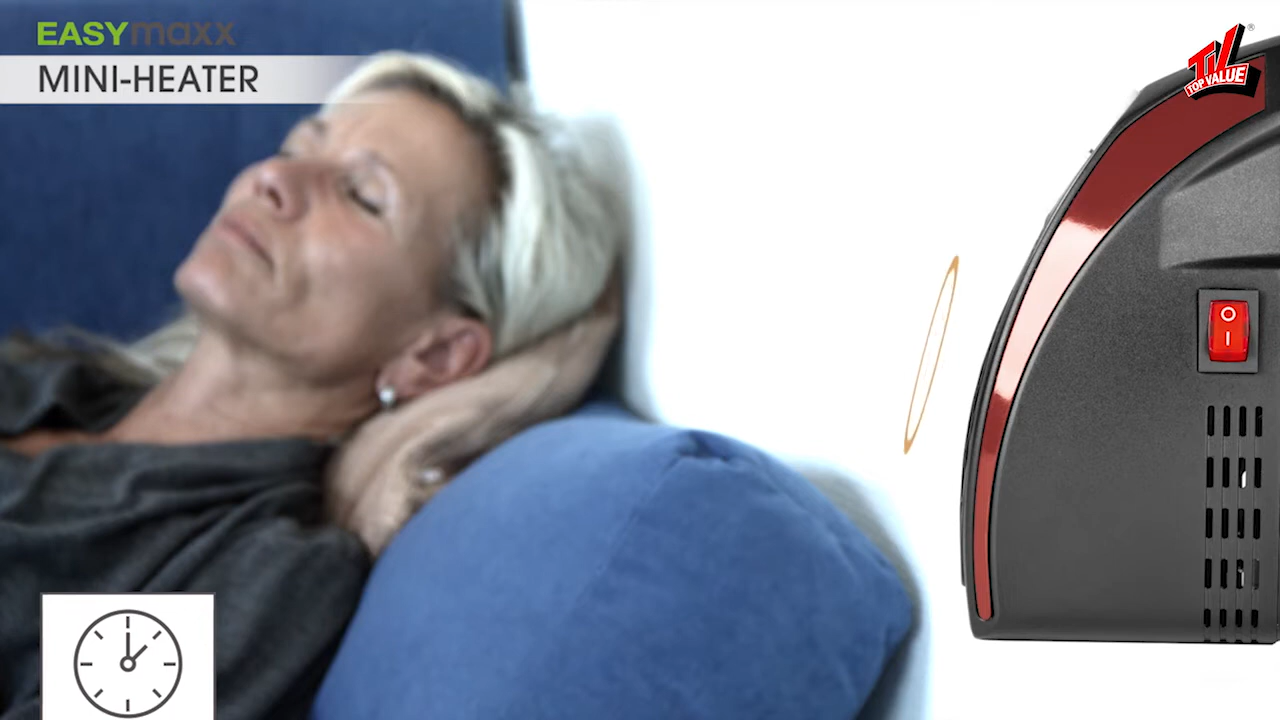 EASYmaxx
MINI-HEATER
TV
TOP VALUE
®